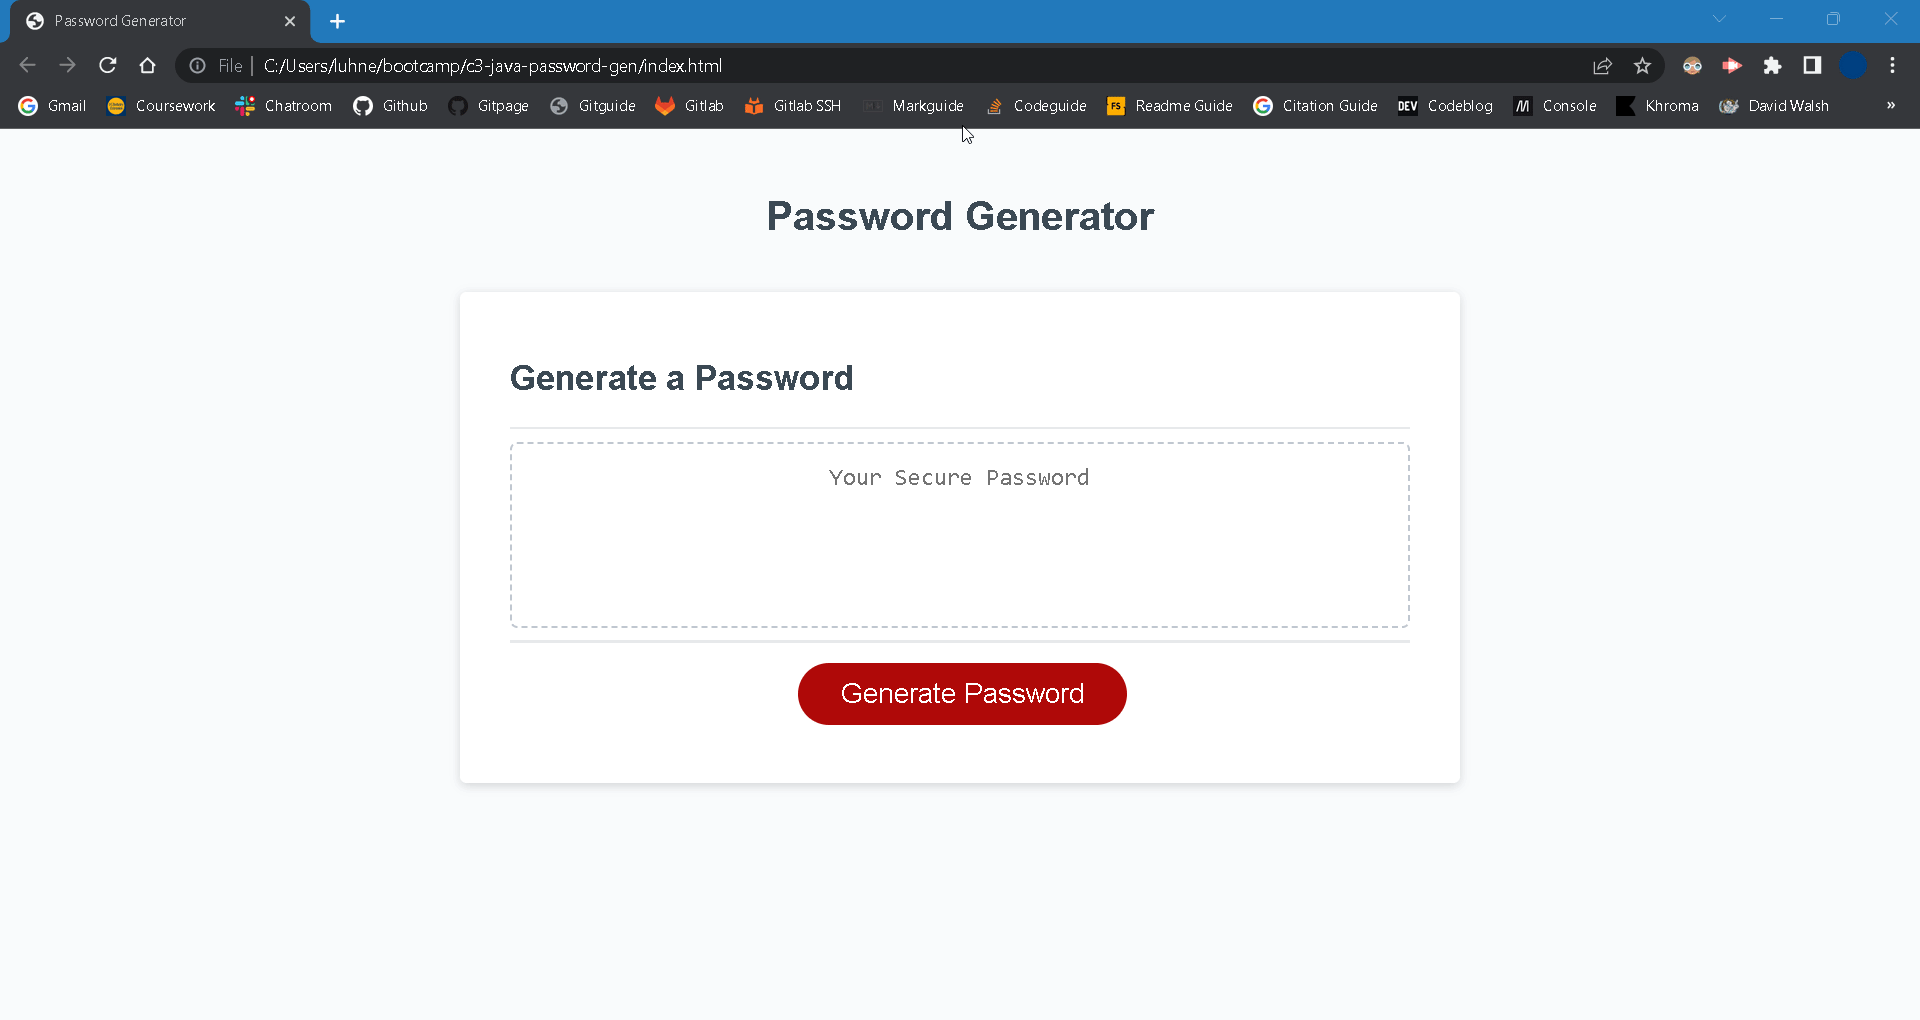 Password Generator
File C:/Users/luhne/bootcamp/c3-java-password-gen/index.html
Gmail Coursework Chatroom Github Gitpage Gitguide Gitlab Gitlab SSH Markguide Codeguide FS Readme Guide Citation Guide DEV Codeblog Console Khroma David Walsh »
Password Generator
Generate a Password
Your Secure Password
Generate Password